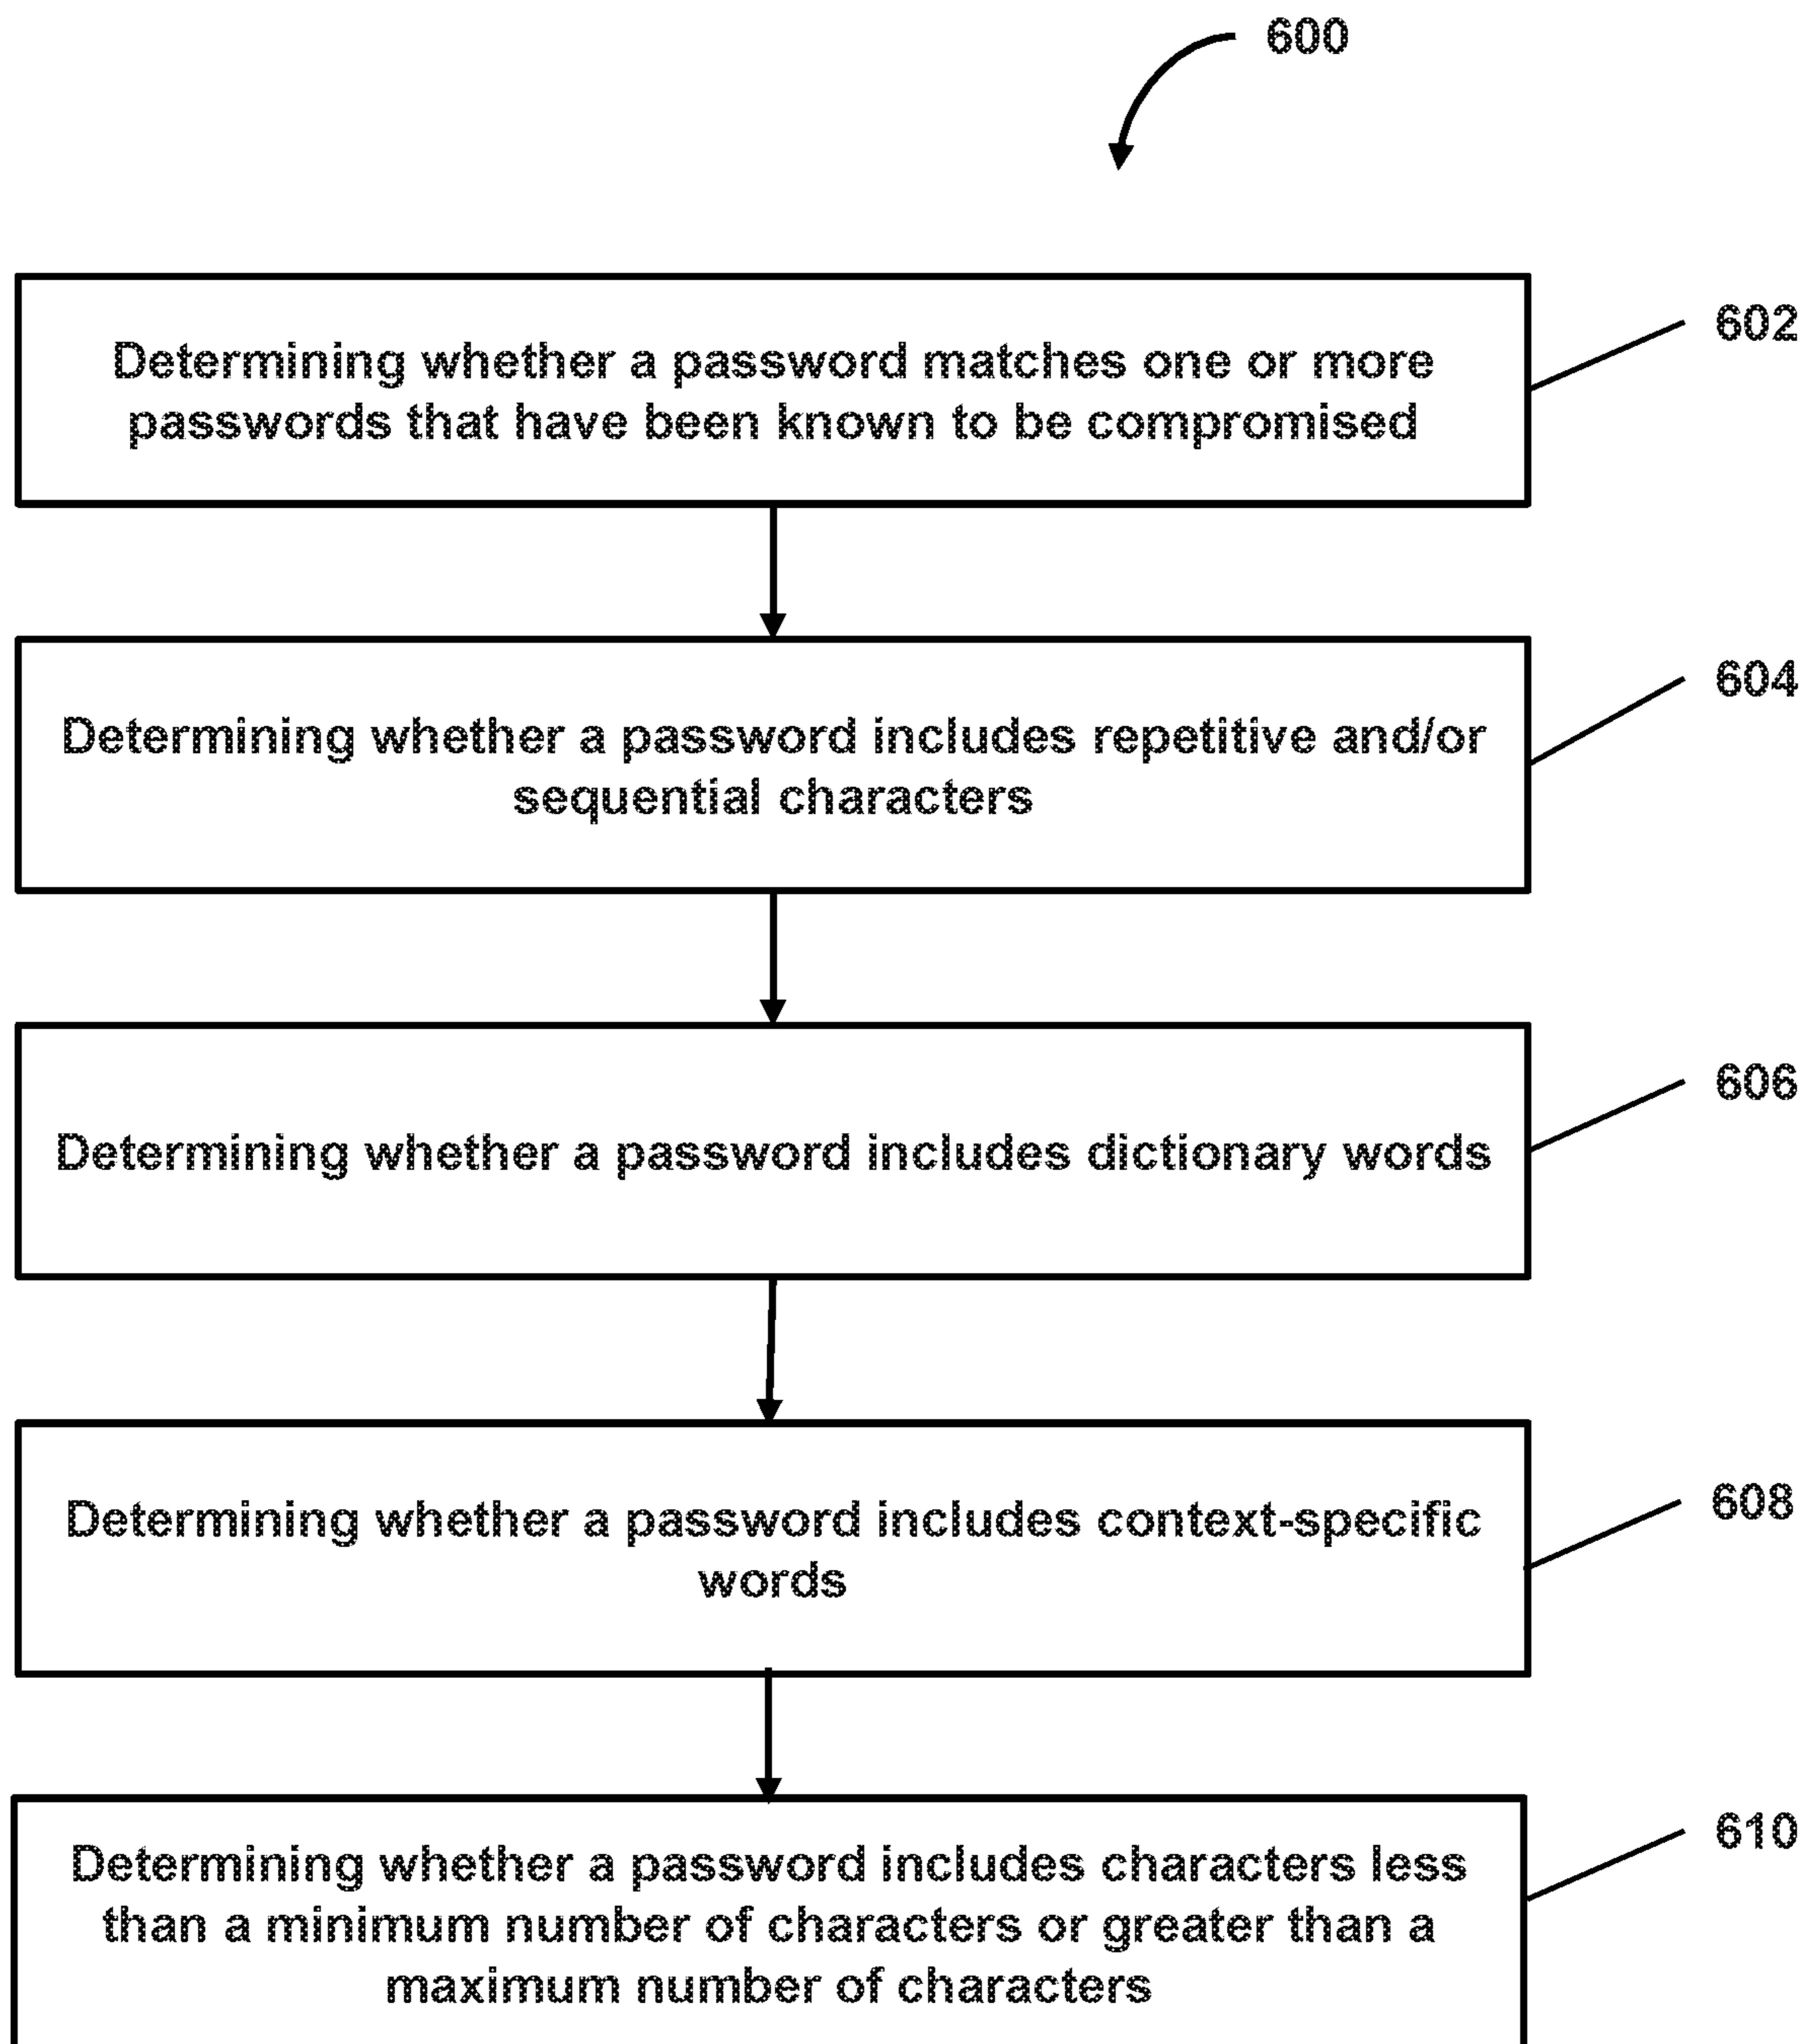 600
Determining whether a password matches one or more
passwords that have been known to be compromised
602
Determining whether a password includes repetitive and/or
sequential characters
604
Determining whether a password includes dictionary words
606
Determining whether a password includes context-specific
words
608
Determining whether a password includes characters less
than a minimum number of characters or greater than a
maximum number of characters
610